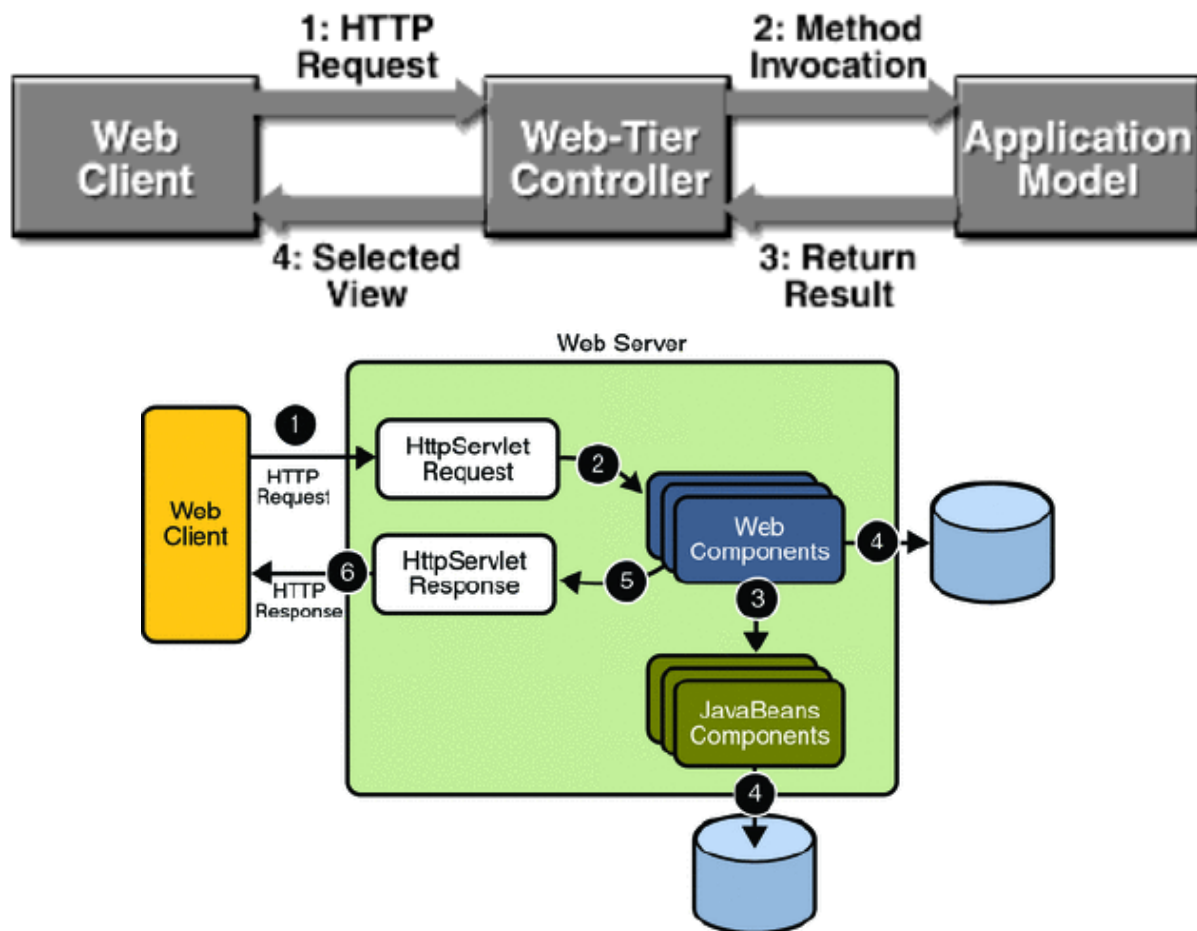 1: HTTP
Request
2: Method
Invocation
Web
Client
Web-Tier
Controller
Application
Model
4: Selected
View
3: Return
Result
Web Server
1
HTTP
Request
HttpServlet
Request
2
Web
Client
Web
Components
4
6
HTTP
Response
HttpServlet
Response
5
3
JavaBeans
Components
4